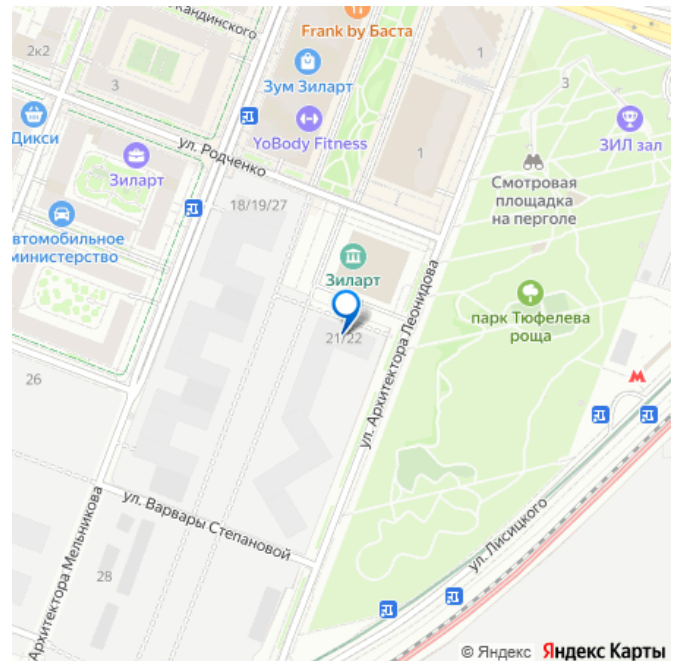 Кандинского
Frank by Баста
2к2
1
3
3
Зум Зиларт
Дикси
YoBody Fitness
ЗИЛ зал
ул. Родченко
1
Зиларт
Смотровая
площадка
на перголе
18/19/27
втомобильное
министерство
Зиларт
ул. Архитектора Леонидова
парк Тюфелева
роща
21/22
26
ул. Варвары Степановой
ул. Лисицкого
Архитектора Мельникова
28
© Яндекс Яндекс Карты